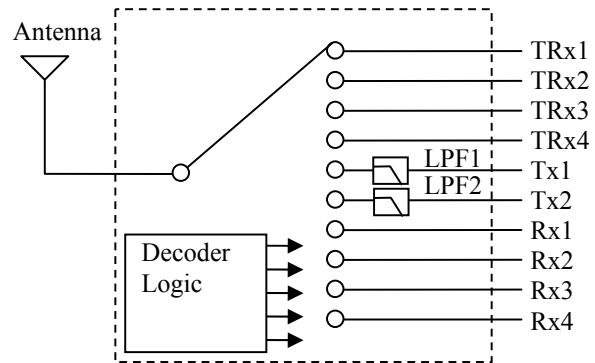 Antenna
TRx1
TRx2
TRx3
TRx4
LPF1
Tx1
LPF2
Tx2
Rx1
Rx2
Rx3
Rx4
Decoder
Logic